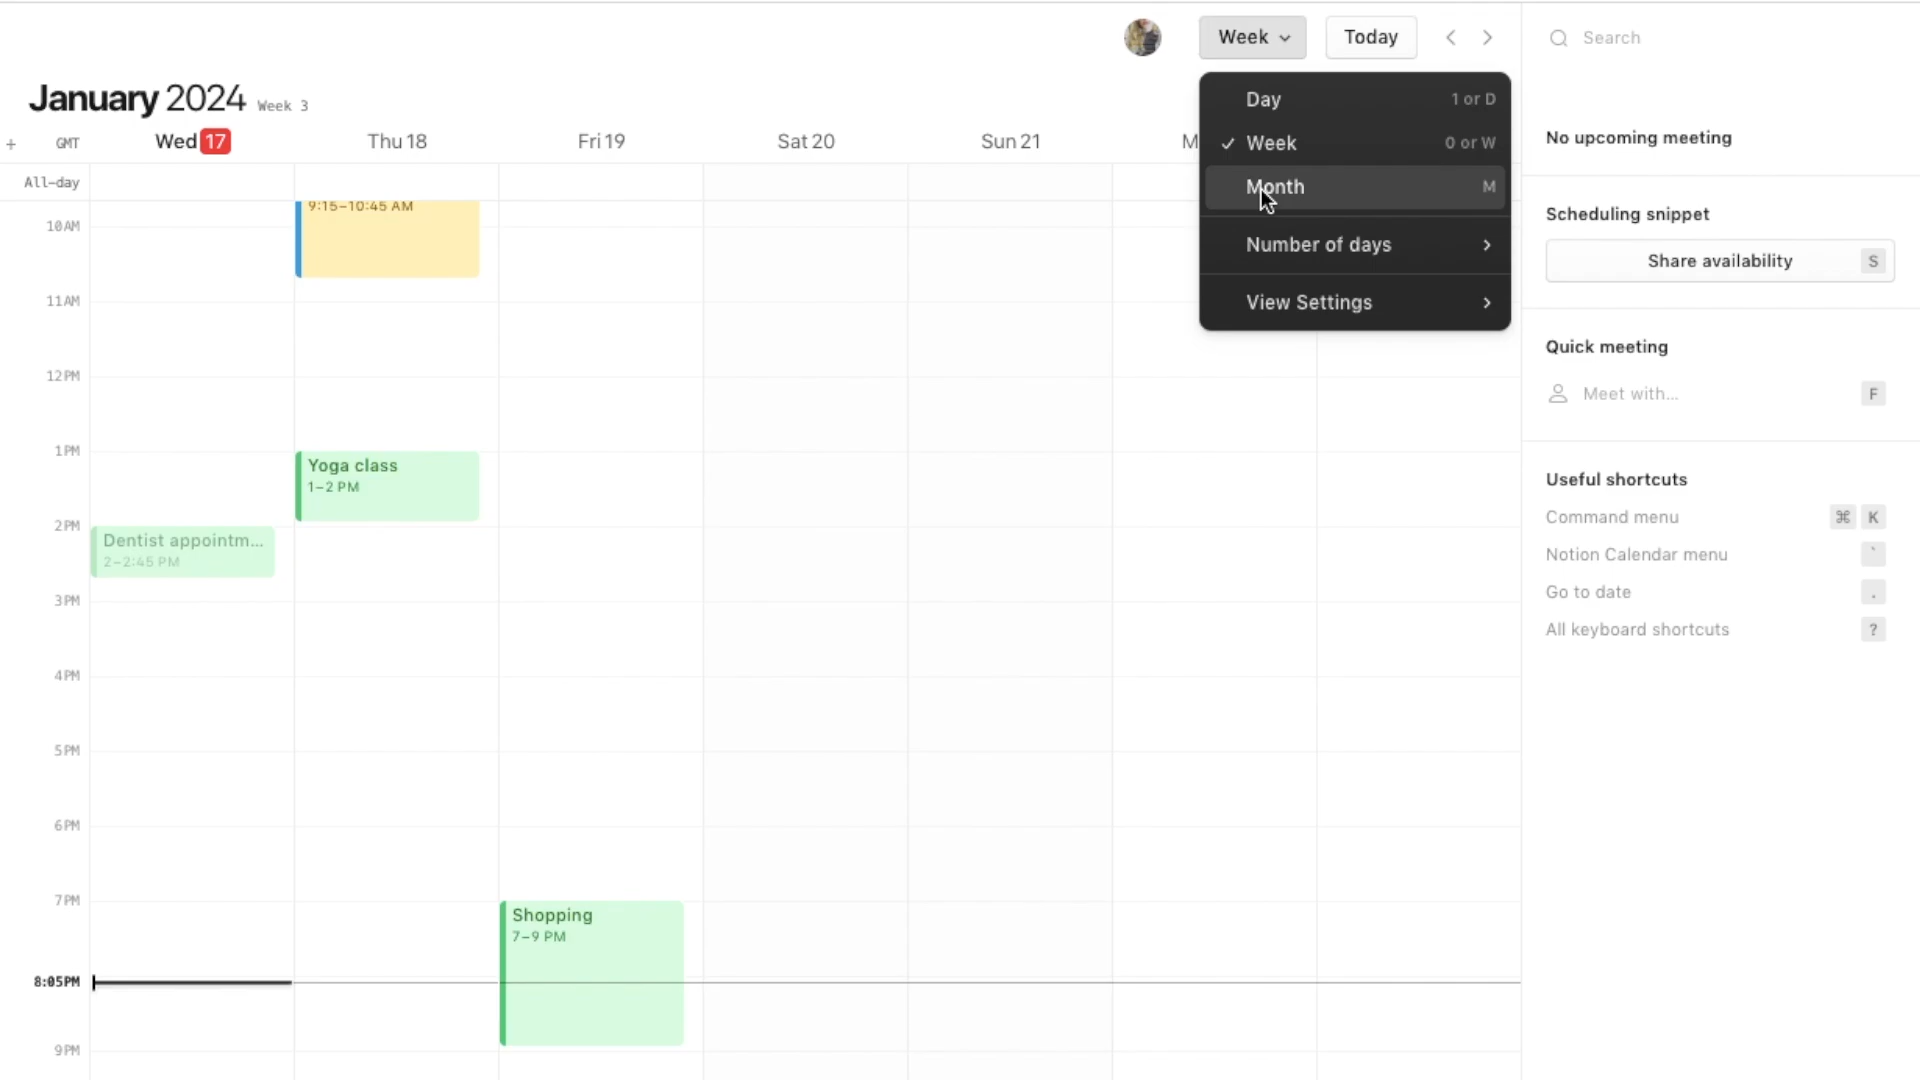 Week
Today
Search
January 2024 Week 3
+
GMT
Wed 17
Thu 18
Fri 19
Sat 20
Sun 21
M
All-day
Day 1 or D
Week 0 or W
Month M
Number of days
View Settings
No upcoming meeting
Scheduling snippet
Share availability S
Quick meeting
Meet with... F
Useful shortcuts
Command menu ⌘ K
Notion Calendar menu `
Go to date .
All keyboard shortcuts ?
9:15–10:45 AM
10AM
11AM
12PM
1PM
Yoga class
1–2 PM
2PM
Dentist appointm...
2–2:45 PM
3PM
4PM
5PM
6PM
7PM
Shopping
7–9 PM
8:05PM
9PM